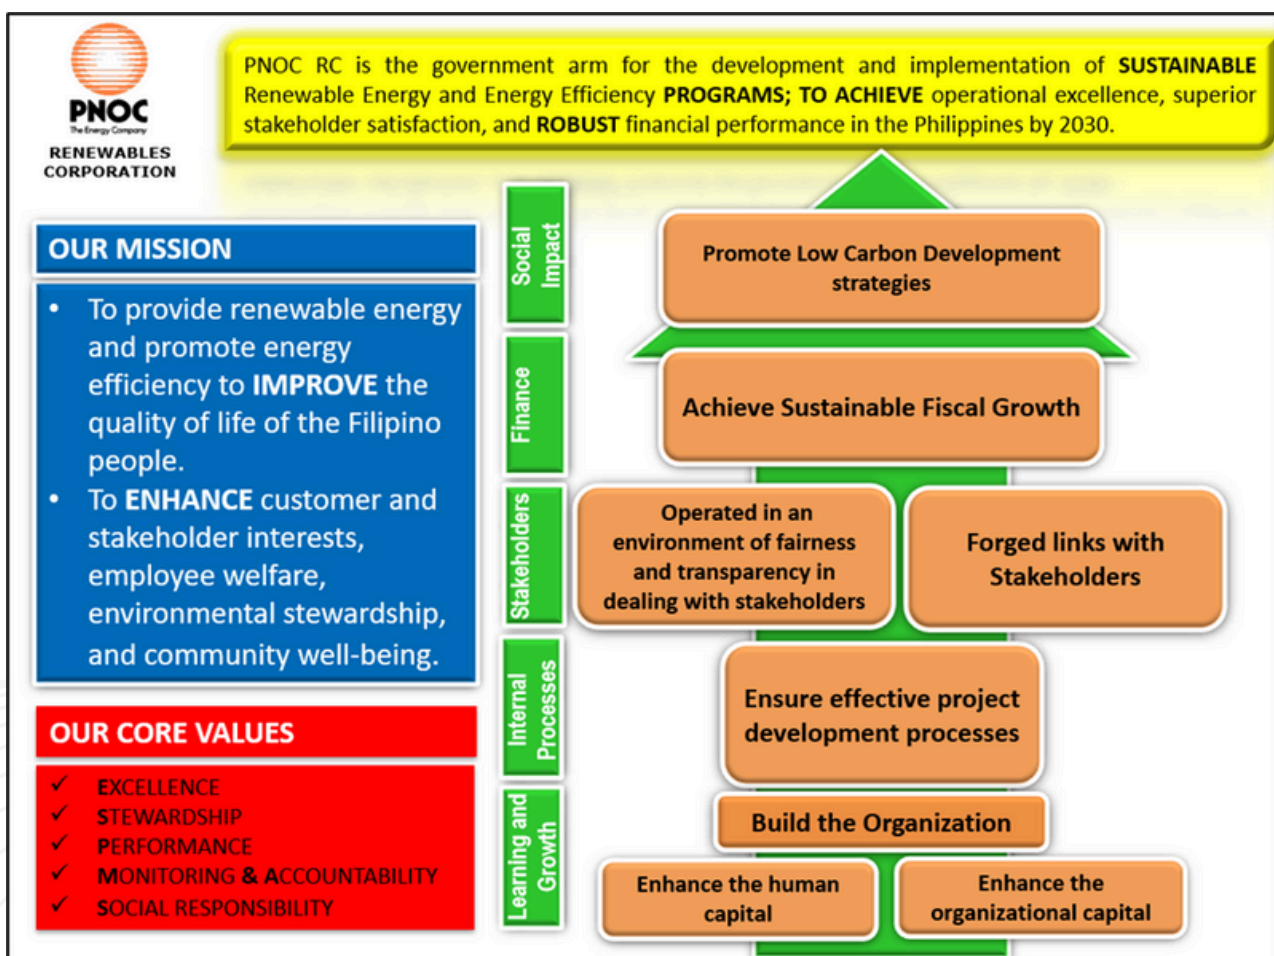 PNOC
The Energy Company
RENEWABLES
CORPORATION
PNOC RC is the government arm for the development and implementation of SUSTAINABLE
Renewable Energy and Energy Efficiency PROGRAMS; TO ACHIEVE operational excellence, superior
stakeholder satisfaction, and ROBUST financial performance in the Philippines by 2030.
OUR MISSION
• To provide renewable energy
and promote energy
efficiency to IMPROVE the
quality of life of the Filipino
people.
• To ENHANCE customer and
stakeholder interests,
employee welfare,
environmental stewardship,
and community well-being.
OUR CORE VALUES
✓ EXCELLENCE
✓ STEWARDSHIP
✓ PERFORMANCE
✓ MONITORING & ACCOUNTABILITY
✓ SOCIAL RESPONSIBILITY
Social
Impact
Promote Low Carbon Development
strategies
Finance
Achieve Sustainable Fiscal Growth
Stakeholders
Operated in an
environment of fairness
and transparency in
dealing with stakeholders
Forged links with
Stakeholders
Internal
Processes
Ensure effective project
development processes
Learning and
Growth
Build the Organization
Enhance the human
capital
Enhance the
organizational capital